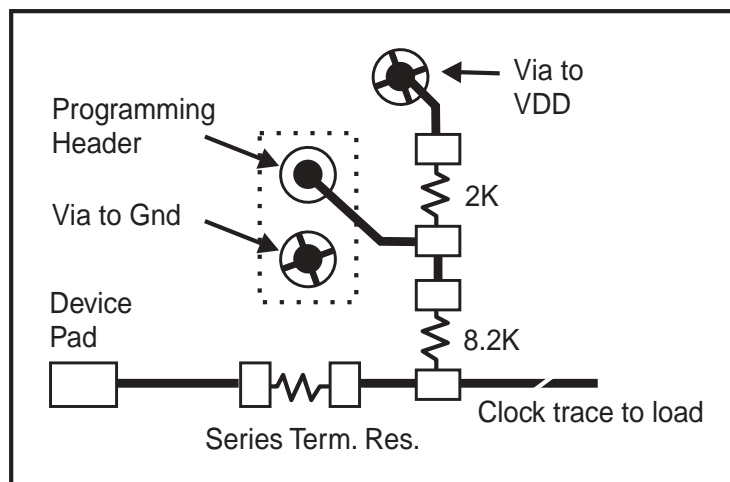 Via to
VDD
Programming
Header
2K
Via to Gnd
Device
Pad
8.2K
Clock trace to load
Series Term. Res.